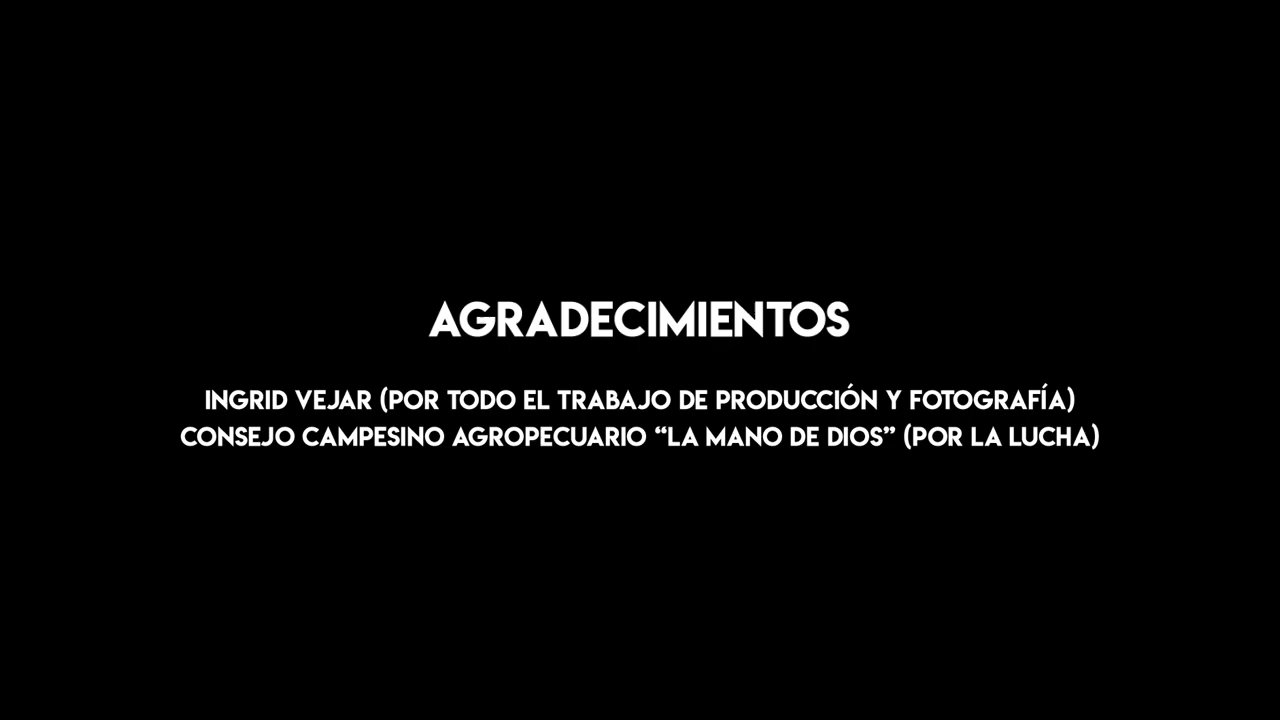 AGRADECIMIENTOS
INGRID VEJAR (POR TODO EL TRABAJO DE PRODUCCIÓN Y FOTOGRAFÍA)
CONSEJO CAMPESINO AGROPECUARIO “LA MANO DE DIOS” (POR LA LUCHA)